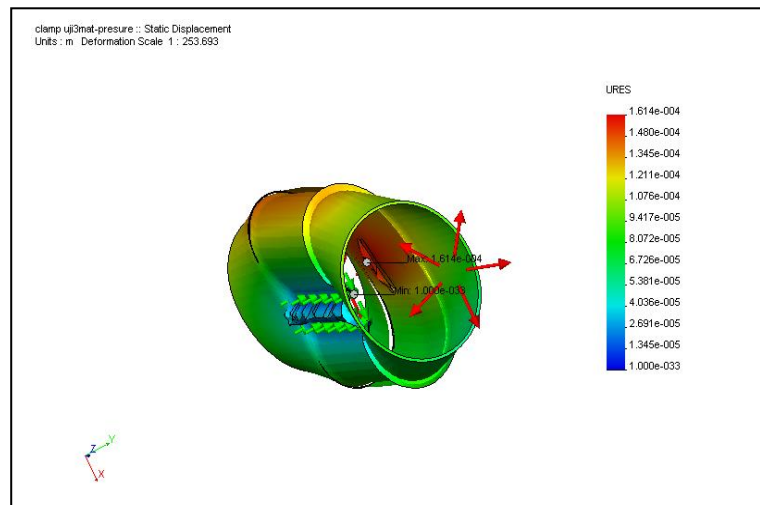 clamp uji3mat-presure :: Static Displacement
Units : m Deformation Scale 1 : 253.693
URES
1.614e-004
1.480e-004
1.345e-004
1.211e-004
1.076e-004
9.417e-005
8.072e-005
6.726e-005
5.381e-005
4.036e-005
2.691e-005
1.345e-005
1.000e-033
Max: 1.614e-004
Min: 1.000e-033
Z
Y
X